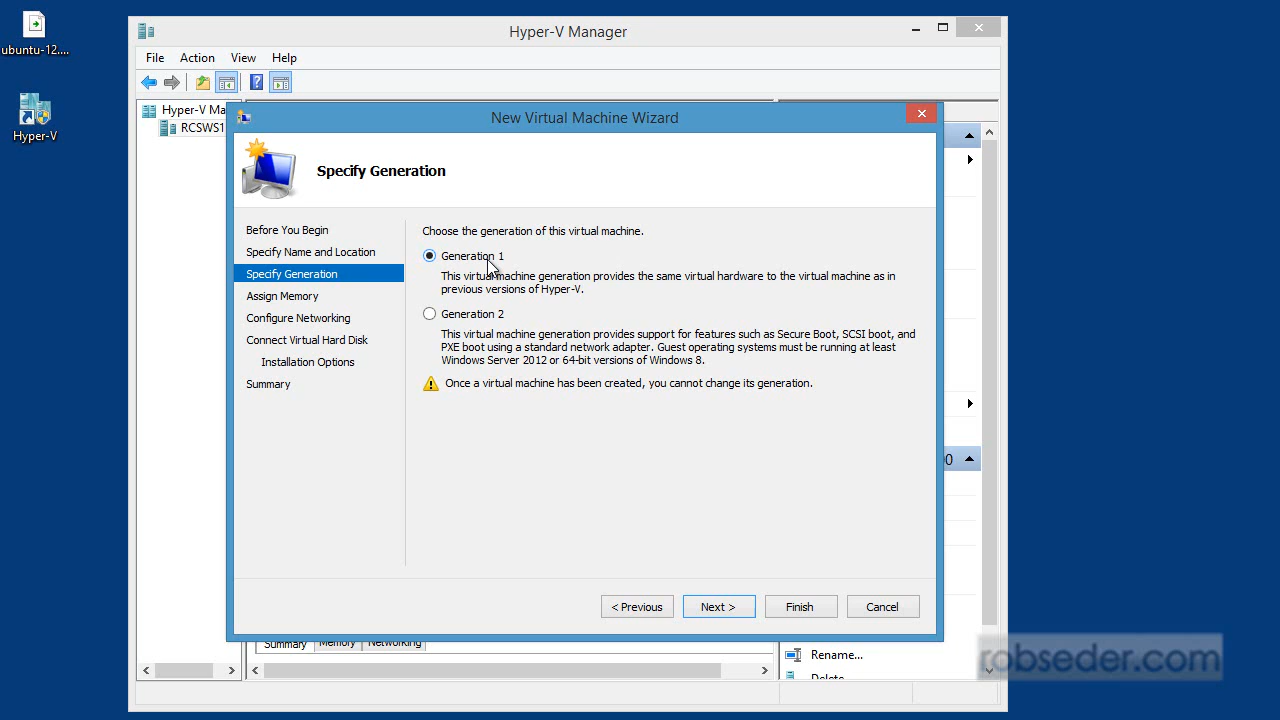 ubuntu-12....
Hyper-V
Hyper-V Manager
File Action View Help
Hyper-V Ma
RCSWS1
New Virtual Machine Wizard
Specify Generation
Before You Begin
Specify Name and Location
Specify Generation
Assign Memory
Configure Networking
Connect Virtual Hard Disk
Installation Options
Summary
Choose the generation of this virtual machine.
Generation 1
This virtual machine generation provides the same virtual hardware to the virtual machine as in
previous versions of Hyper-V.
Generation 2
This virtual machine generation provides support for features such as Secure Boot, SCSI boot, and
PXE boot using a standard network adapter. Guest operating systems must be running at least
Windows Server 2012 or 64-bit versions of Windows 8.
Once a virtual machine has been created, you cannot change its generation.
< Previous Next > Finish Cancel
Summary Memory Networking
Rename...
Delete
robseder.com